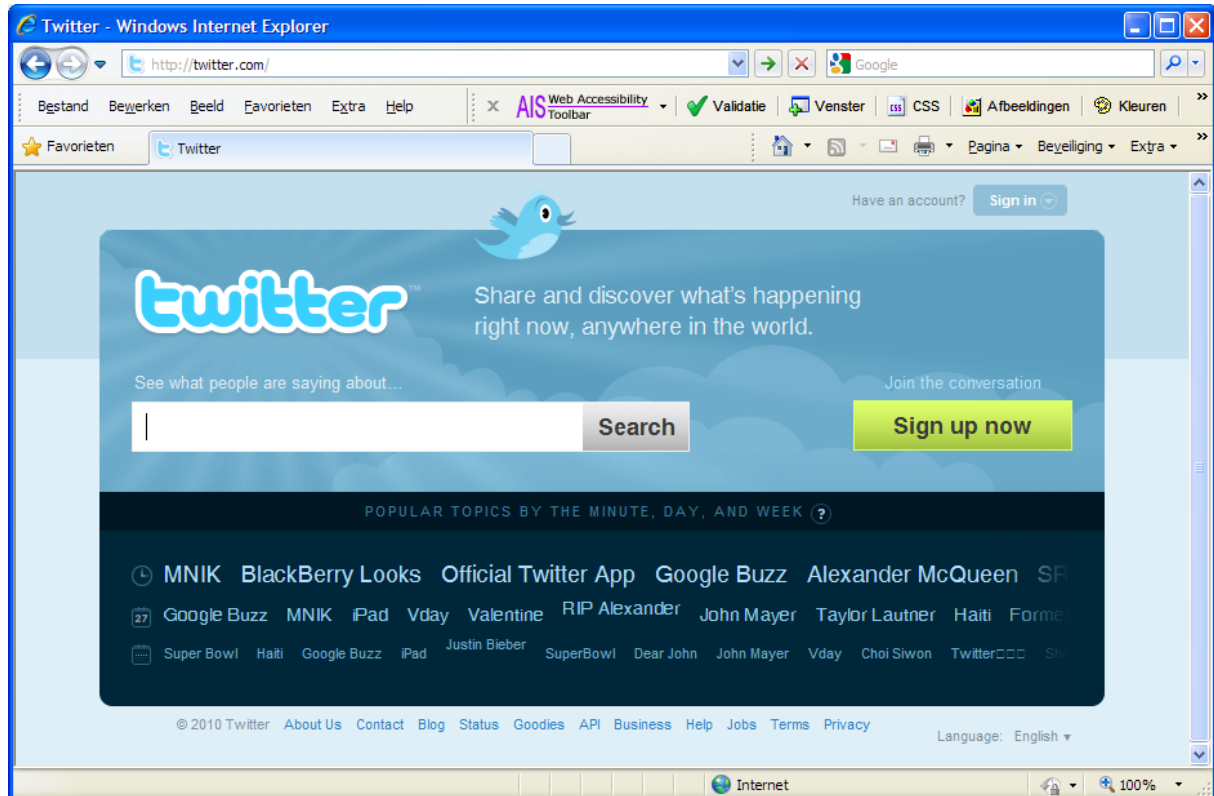 Twitter - Windows Internet Explorer
http://twitter.com/ Google
Bestand Bewerken Beeld Favorieten Extra Help AIS Web Accessibility Toolbar Validatie Venster CSS Afbeeldingen Kleuren »
Favorieten Twitter Pagina Beveiliging Extra »
Have an account? Sign in
twitter™
Share and discover what's happening
right now, anywhere in the world.
See what people are saying about…
Join the conversation
Search
Sign up now
POPULAR TOPICS BY THE MINUTE, DAY, AND WEEK ?
MNIK BlackBerry Looks Official Twitter App Google Buzz Alexander McQueen SR
27 Google Buzz MNIK iPad Vday Valentine RIP Alexander John Mayer Taylor Lautner Haiti Forme
Super Bowl Haiti Google Buzz iPad Justin Bieber SuperBowl Dear John John Mayer Vday Choi Siwon Twitter□□□
© 2010 Twitter About Us Contact Blog Status Goodies API Business Help Jobs Terms Privacy
Language: English
Internet 100%